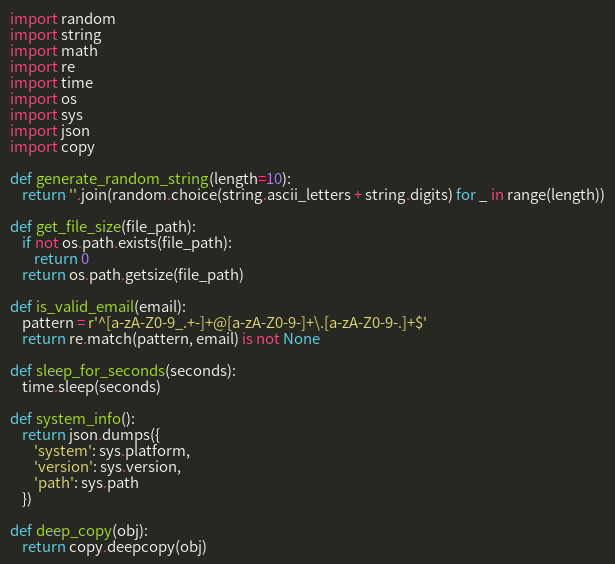 import random
import string
import math
import re
import time
import os
import sys
import json
import copy

def generate_random_string(length=10):
    return ''.join(random.choice(string.ascii_letters + string.digits) for _ in range(length))

def get_file_size(file_path):
    if not os.path.exists(file_path):
        return 0
    return os.path.getsize(file_path)

def is_valid_email(email):
    pattern = r'^[a-zA-Z0-9_.+-]+@[a-zA-Z0-9-]+\.[a-zA-Z0-9-.]+$'
    return re.match(pattern, email) is not None

def sleep_for_seconds(seconds):
    time.sleep(seconds)

def system_info():
    return json.dumps({
        'system': sys.platform,
        'version': sys.version,
        'path': sys.path
    })

def deep_copy(obj):
    return copy.deepcopy(obj)